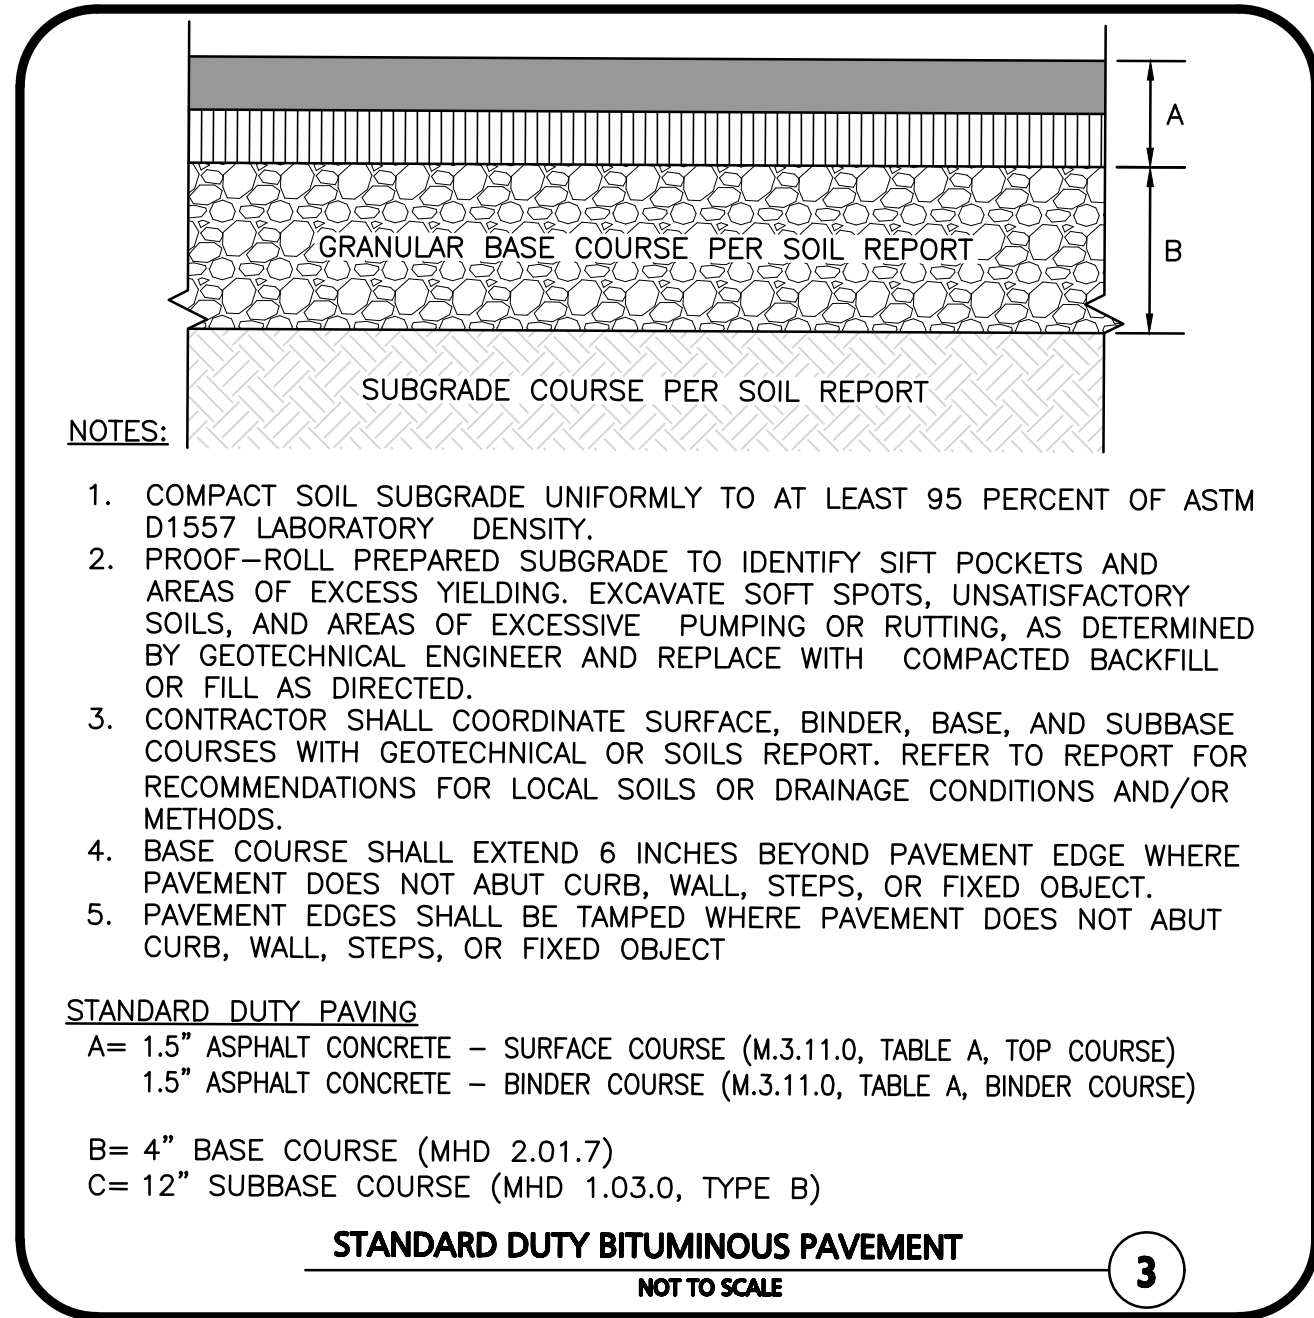 A
GRANULAR BASE COURSE PER SOIL REPORT
B
SUBGRADE COURSE PER SOIL REPORT
NOTES:
1. COMPACT SOIL SUBGRADE UNIFORMLY TO AT LEAST 95 PERCENT OF ASTM
D1557 LABORATORY DENSITY.
2. PROOF-ROLL PREPARED SUBGRADE TO IDENTIFY SIFT POCKETS AND
AREAS OF EXCESS YIELDING. EXCAVATE SOFT SPOTS, UNSATISFACTORY
SOILS, AND AREAS OF EXCESSIVE PUMPING OR RUTTING, AS DETERMINED
BY GEOTECHNICAL ENGINEER AND REPLACE WITH COMPACTED BACKFILL
OR FILL AS DIRECTED.
3. CONTRACTOR SHALL COORDINATE SURFACE, BINDER, BASE, AND SUBBASE
COURSES WITH GEOTECHNICAL OR SOILS REPORT. REFER TO REPORT FOR
RECOMMENDATIONS FOR LOCAL SOILS OR DRAINAGE CONDITIONS AND/OR
METHODS.
4. BASE COURSE SHALL EXTEND 6 INCHES BEYOND PAVEMENT EDGE WHERE
PAVEMENT DOES NOT ABUT CURB, WALL, STEPS, OR FIXED OBJECT.
5. PAVEMENT EDGES SHALL BE TAMPED WHERE PAVEMENT DOES NOT ABUT
CURB, WALL, STEPS, OR FIXED OBJECT
STANDARD DUTY PAVING
A= 1.5" ASPHALT CONCRETE - SURFACE COURSE (M.3.11.0, TABLE A, TOP COURSE)
1.5" ASPHALT CONCRETE - BINDER COURSE (M.3.11.0, TABLE A, BINDER COURSE)
B= 4" BASE COURSE (MHD 2.01.7)
C= 12" SUBBASE COURSE (MHD 1.03.0, TYPE B)
STANDARD DUTY BITUMINOUS PAVEMENT
NOT TO SCALE
3